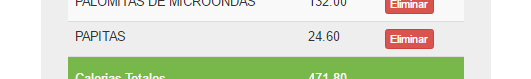 PALOMITAS DE MICROONDAS 132.00 Eliminar
PAPITAS 24.60 Eliminar
Calorias Totales 471.80